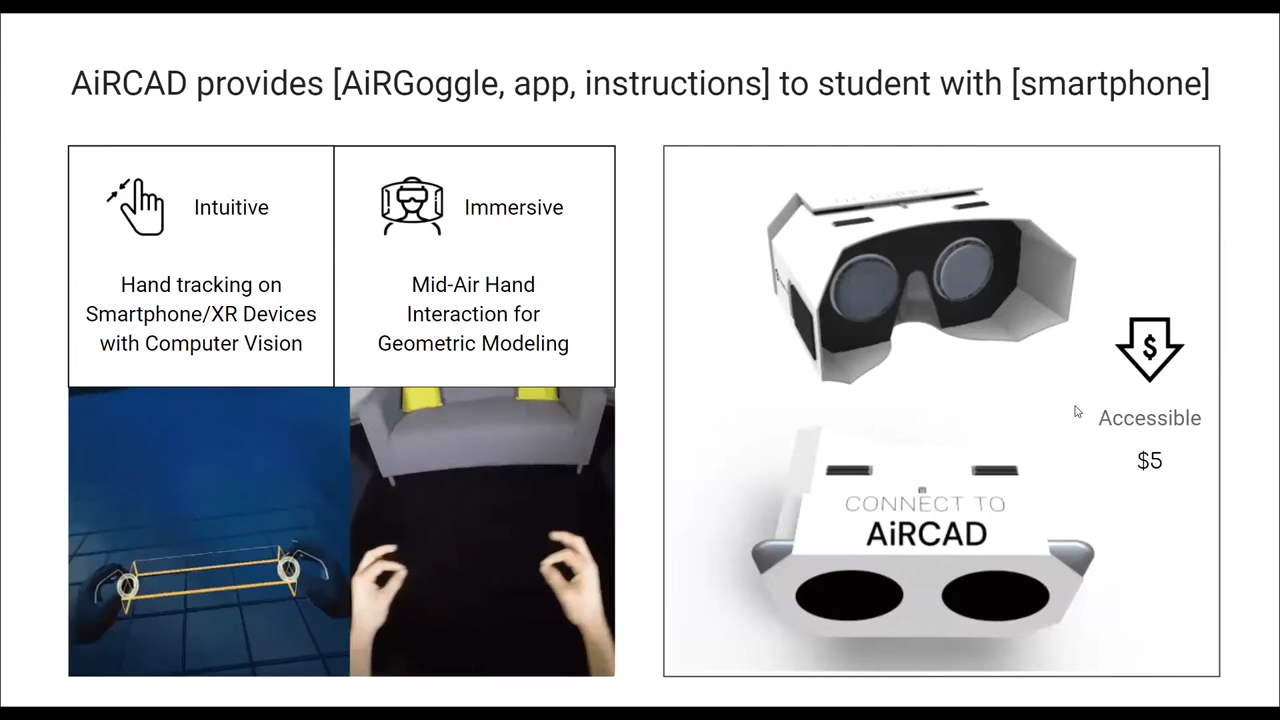 AiRCAD provides [AiRGoggle, app, instructions] to student with [smartphone]
Intuitive
Hand tracking on
Smartphone/XR Devices
with Computer Vision
Immersive
Mid-Air Hand
Interaction for
Geometric Modeling
$
Accessible
$5
CONNECT TO
AiRCAD